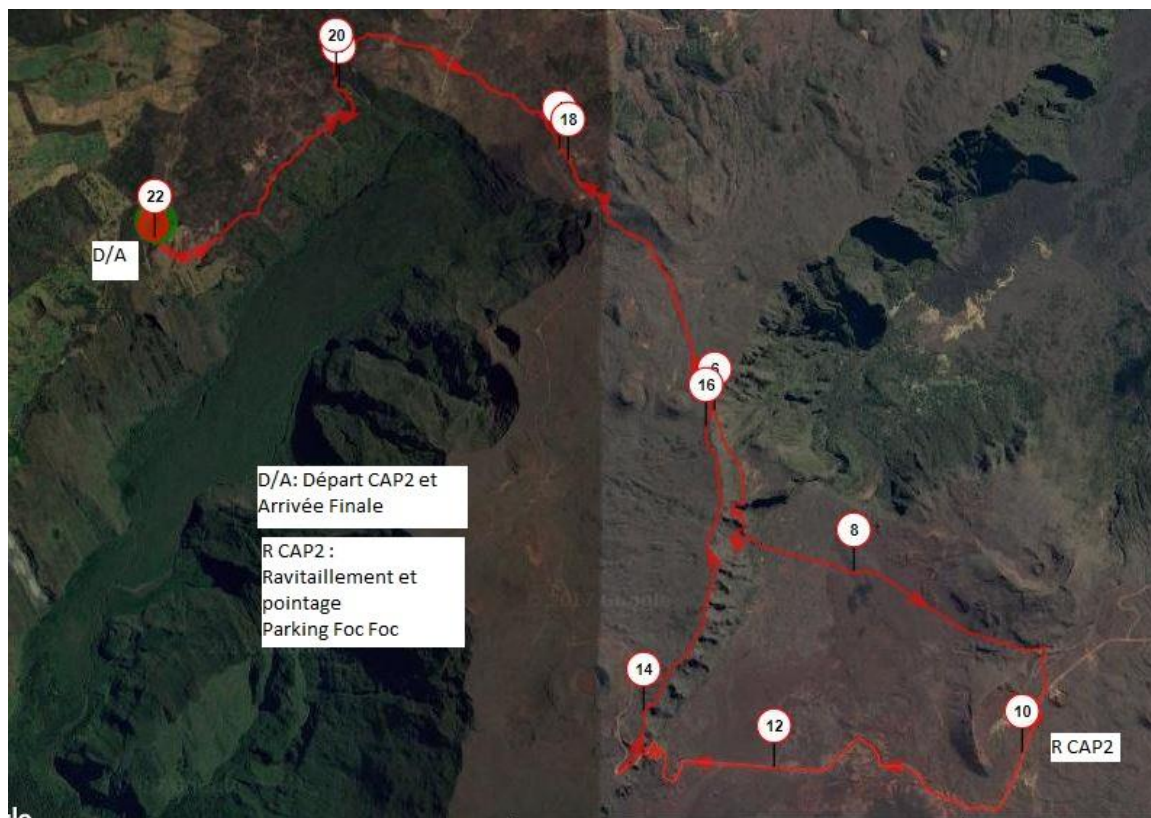 20
18
22
D/A
6
16
D/A: Départ CAP2 et
Arrivée Finale
R CAP2 :
Ravitaillement et
pointage
Parking Foc Foc
8
14
10
12
R CAP2